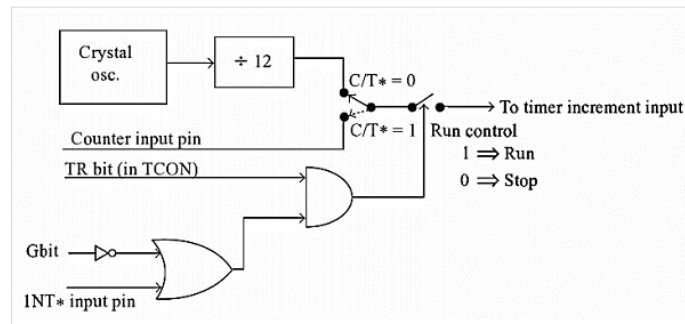 Crystal
osc.
÷ 12
C/T* = 0
To timer increment input
Counter input pin
C/T* = 1
Run control
1 ⇒ Run
0 ⇒ Stop
TR bit (in TCON)
Gbit
1NT* input pin